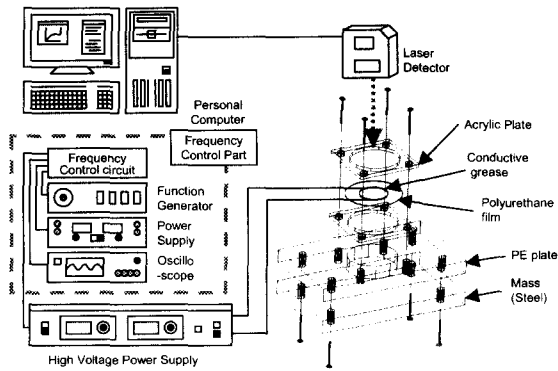 Laser
Detector
Personal
Computer
Frequency
Control Part
Acrylic Plate
Frequency
Control circuit
Conductive
grease
Function
Generator
Polyurethane
film
Power
Supply
Oscillo
-scope
PE plate
Mass
(Steel)
High Voltage Power Supply